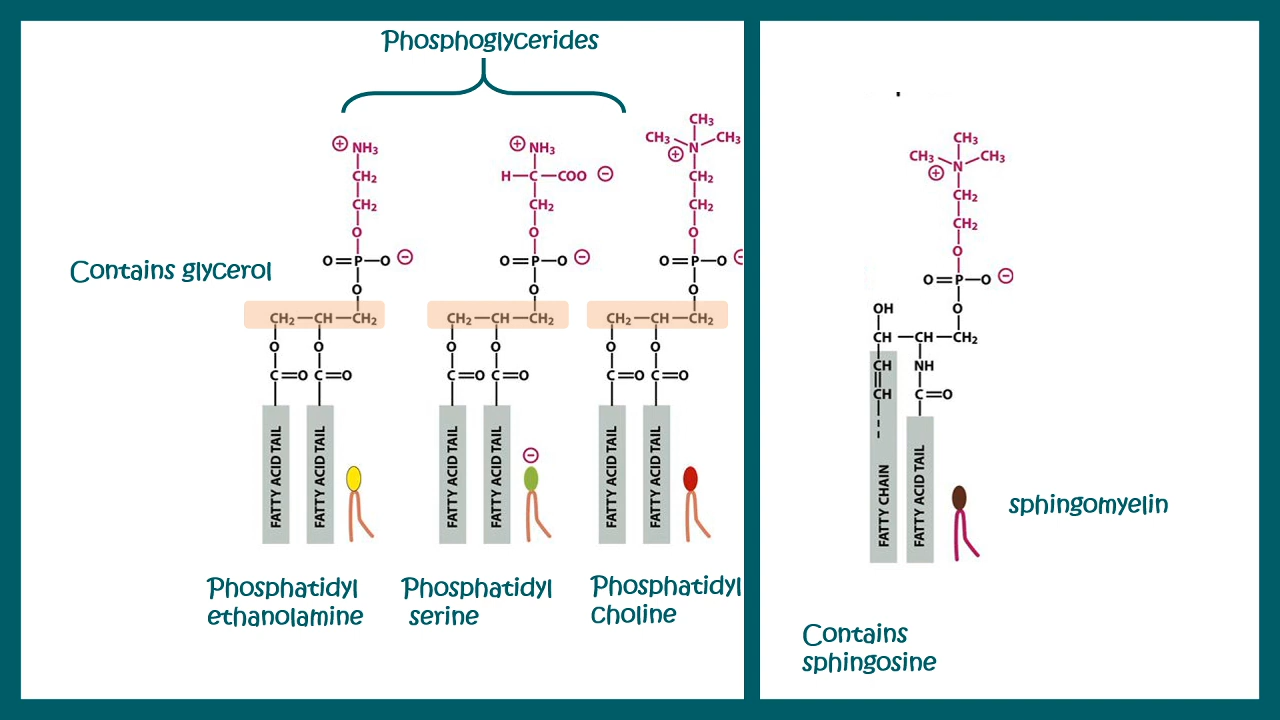 Phosphoglycerides
Contains glycerol
⊕ NH₃
CH₂
CH₂
O
O=P—O ⊖
O
CH₂—CH—CH₂
O O
C=O C=O
FATTY ACID TAIL FATTY ACID TAIL
Phosphatidyl
ethanolamine
⊕ NH₃
H—C—COO ⊖
CH₂
O
O=P—O ⊖
O
CH₂—CH—CH₂
O O
C=O C=O
FATTY ACID TAIL FATTY ACID TAIL
⊖
Phosphatidyl
serine
CH₃
CH₃ N CH₃
⊕
CH₂
CH₂
O
O=P—O ⊖
O
CH₂—CH—CH₂
O O
C=O C=O
FATTY ACID TAIL FATTY ACID TAIL
Phosphatidyl
choline
CH₃
CH₃ N CH₃
⊕
CH₂
CH₂
O
O=P—O ⊖
OH O
CH—CH—CH₂
CH NH
CH C=O
FATTY CHAIN FATTY ACID TAIL
sphingomyelin
Contains
sphingosine